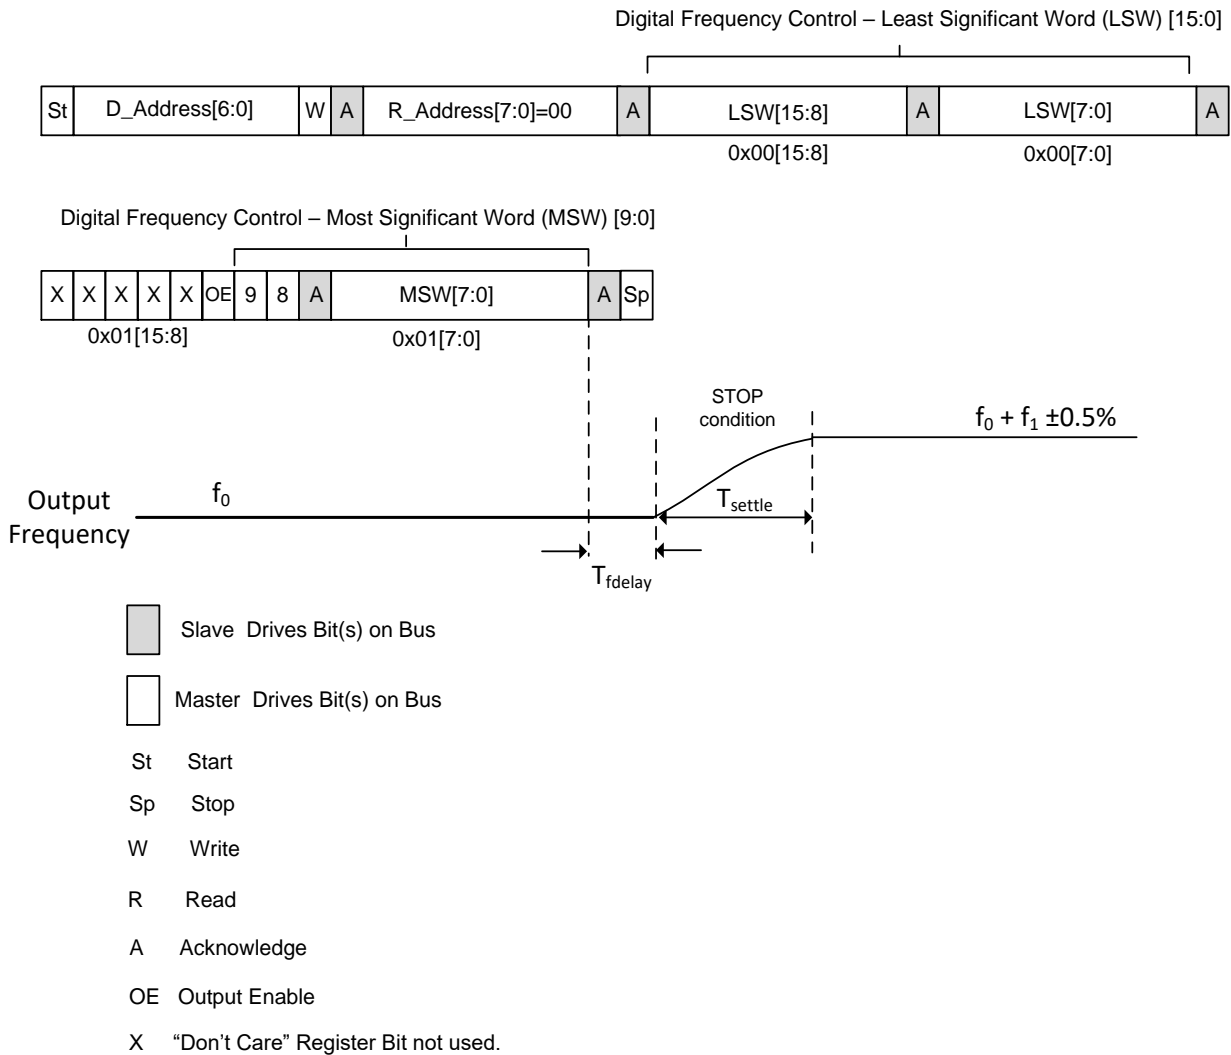 Digital Frequency Control – Least Significant Word (LSW) [15:0]
St D_Address[6:0] W A R_Address[7:0]=00 A LSW[15:8] A LSW[7:0] A
0x00[15:8] 0x00[7:0]
Digital Frequency Control – Most Significant Word (MSW) [9:0]
X X X X X OE 9 8 A MSW[7:0] A Sp
0x01[15:8] 0x01[7:0]
STOP
condition
f0 + f1 ±0.5%
Output
Frequency
f0
Tsettle
Tfdelay
Slave Drives Bit(s) on Bus
Master Drives Bit(s) on Bus
St Start
Sp Stop
W Write
R Read
A Acknowledge
OE Output Enable
X “Don’t Care” Register Bit not used.